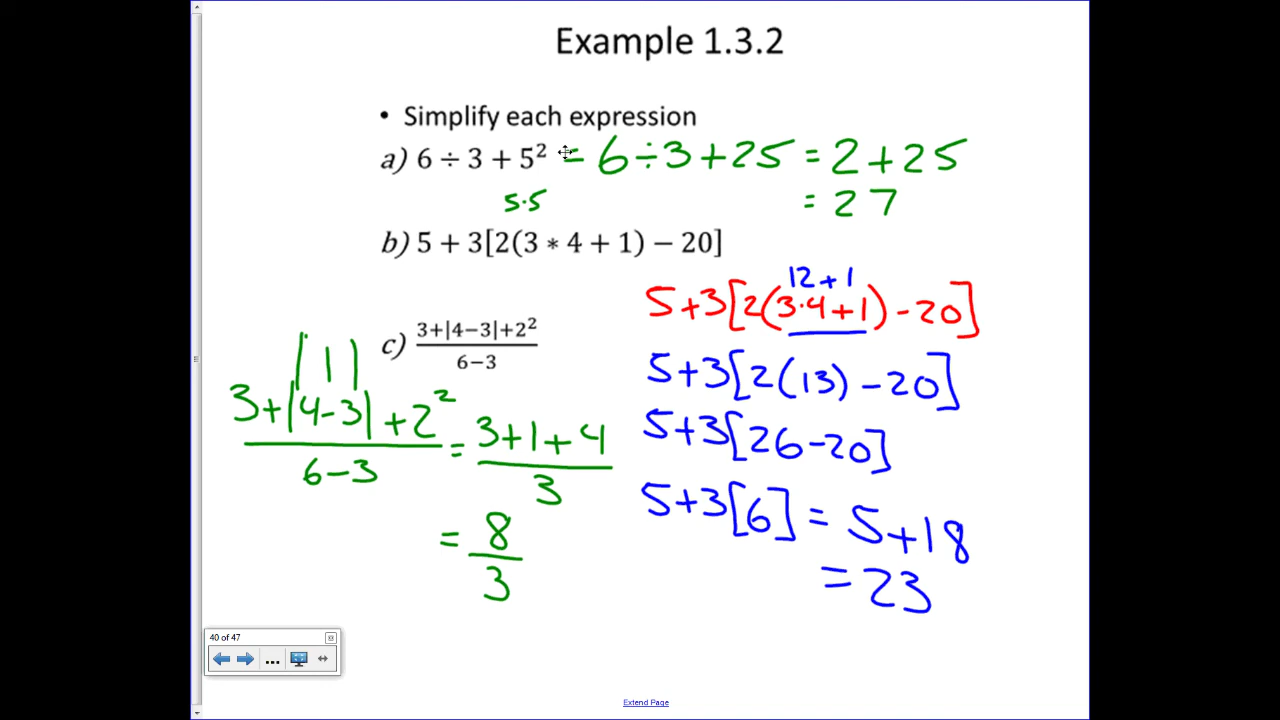 Example 1.3.2
• Simplify each expression
a) 6 ÷ 3 + 5² = 6 ÷ 3 + 25 = 2 + 25
5·5
= 27
b) 5 + 3[2(3 ∗ 4 + 1) − 20]
12 + 1
5 + 3[2(3·4 + 1) - 20]
5 + 3[2(13) - 20]
5 + 3[26 - 20]
5 + 3[6] = 5 + 18
= 23
c) (3+|4−3|+2²)/(6−3)
|1|
(3 + |4-3| + 2²)/(6-3) = (3+1+4)/3
= 8/3
40 of 47
...
Extend Page